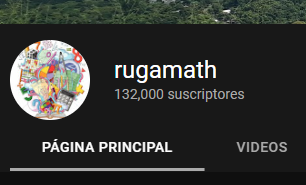 rugamath
132,000 suscriptores
PÁGINA PRINCIPAL
VIDEOS